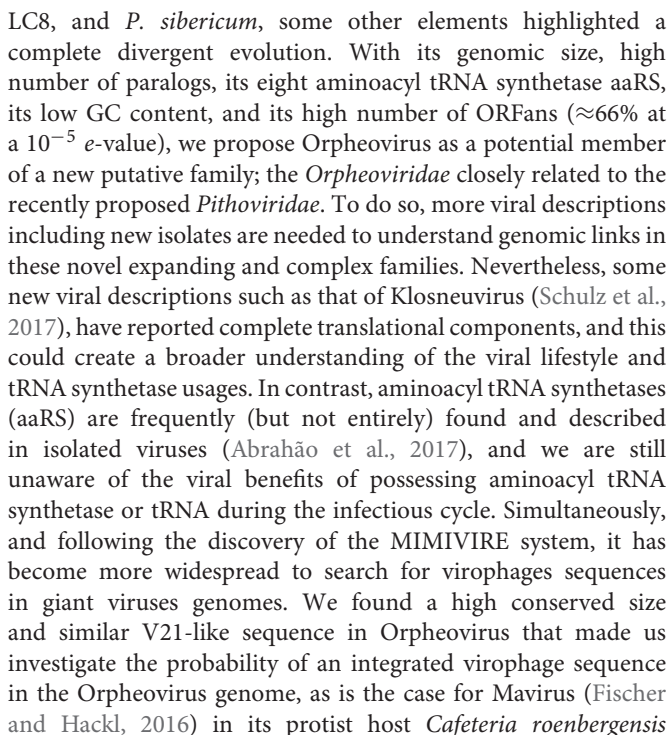 LC8, and P. sibericum, some other elements highlighted a
complete divergent evolution. With its genomic size, high
number of paralogs, its eight aminoacyl tRNA synthetase aaRS,
its low GC content, and its high number of ORFans (≈66% at
a 10⁻⁵ e-value), we propose Orpheovirus as a potential member
of a new putative family; the Orpheoviridae closely related to the
recently proposed Pithoviridae. To do so, more viral descriptions
including new isolates are needed to understand genomic links in
these novel expanding and complex families. Nevertheless, some
new viral descriptions such as that of Klosneuvirus (Schulz et al.,
2017), have reported complete translational components, and this
could create a broader understanding of the viral lifestyle and
tRNA synthetase usages. In contrast, aminoacyl tRNA synthetases
(aaRS) are frequently (but not entirely) found and described
in isolated viruses (Abrahão et al., 2017), and we are still
unaware of the viral benefits of possessing aminoacyl tRNA
synthetase or tRNA during the infectious cycle. Simultaneously,
and following the discovery of the MIMIVIRE system, it has
become more widespread to search for virophages sequences
in giant viruses genomes. We found a high conserved size
and similar V21-like sequence in Orpheovirus that made us
investigate the probability of an integrated virophage sequence
in the Orpheovirus genome, as is the case for Mavirus (Fischer
and Hackl, 2016) in its protist host Cafeteria roenbergensis